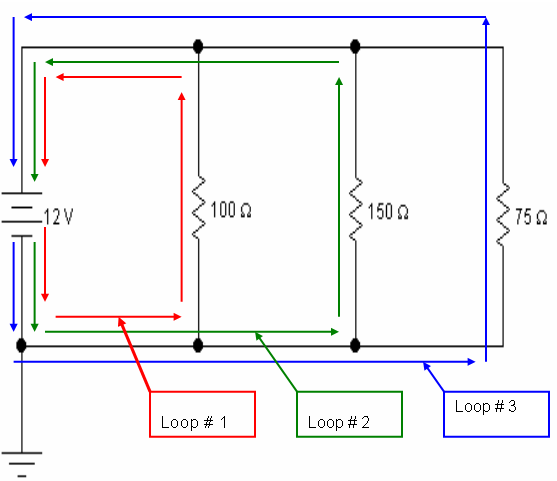 12 V
100 Ω
150 Ω
75 Ω
Loop # 1
Loop # 2
Loop # 3